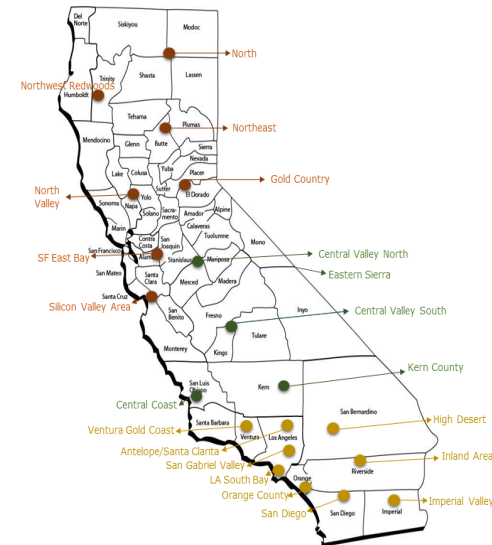 Del
Norte
Siskiyou
Modoc
North
Trinity
Shasta
Lassen
Northwest Redwoods
Humboldt
Tehama
Plumas
Northeast
Mendocino
Glenn
Butte
Sierra
Nevada
Lake
Colusa
Yuba
Placer
Sutter
Gold Country
El Dorado
North
Valley
Yolo
Napa
Sonoma
Solano
Sacra-
mento
Amador
Alpine
Calaveras
Marin
Contra
Costa
San
Joaquin
Tuolumne
Mono
San Francisco
SF East Bay
Alam
Stanislaus
Mariposa
Central Valley North
San Mateo
Santa
Clara
Merced
Madera
Eastern Sierra
Santa Cruz
Silicon Valley Area
San
Benito
Fresno
Inyo
Central Valley South
Monterey
Kings
Tulare
Kern County
San Luis
Obispo
Kern
Central Coast
San Bernardino
Santa Barbara
Ventura
Los Angeles
High Desert
Ventura Gold Coast
Antelope/Santa Clarita
San Gabriel Valley
Inland Area
Riverside
LA South Bay
Orange
Orange County
San Diego
San Diego
Imperial
Imperial Valley